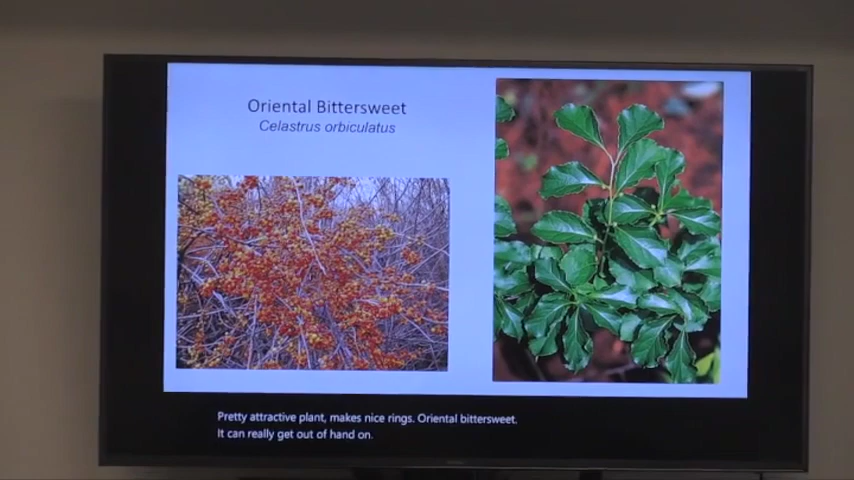 Oriental Bittersweet
Celastrus orbiculatus
Pretty attractive plant, makes nice rings. Oriental bittersweet.
It can really get out of hand on.